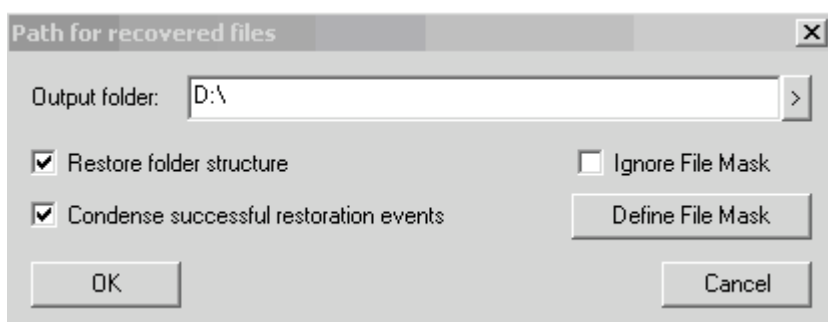 Path for recovered files
Output folder: D:\ >
Restore folder structure Ignore File Mask
Condense successful restoration events Define File Mask
OK Cancel